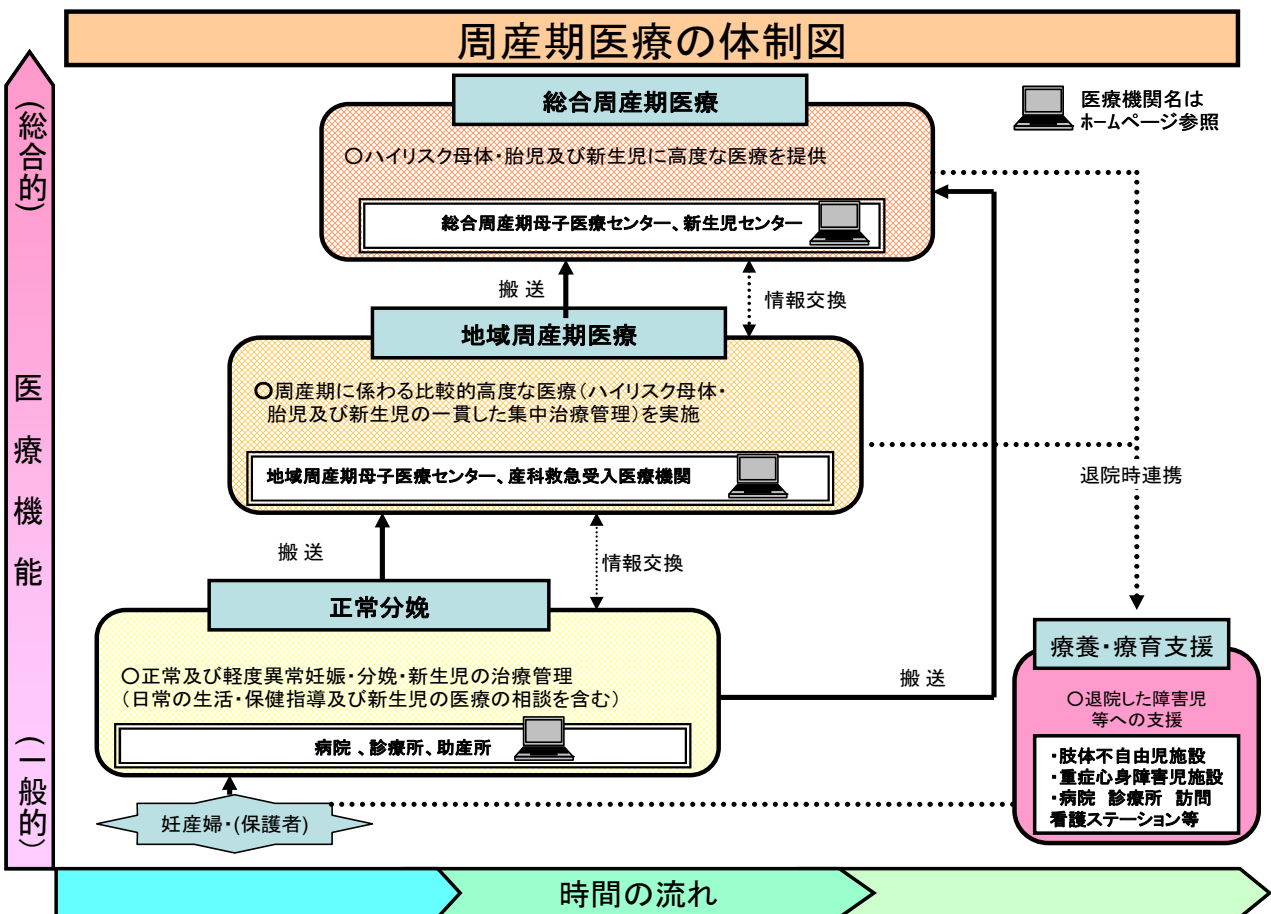 周産期医療の体制図
(総合的)
医療機能
(一般的)
医療機関名は
ホームページ参照
総合周産期医療
○ハイリスク母体・胎児及び新生児に高度な医療を提供
総合周産期母子医療センター、新生児センター
搬 送
情報交換
地域周産期医療
○周産期に係わる比較的高度な医療(ハイリスク母体・
胎児及び新生児の一貫した集中治療管理)を実施
地域周産期母子医療センター、産科救急受入医療機関
退院時連携
搬 送
情報交換
正常分娩
○正常及び軽度異常妊娠・分娩・新生児の治療管理
(日常の生活・保健指導及び新生児の医療の相談を含む)
病院 、診療所、助産所
搬 送
療養・療育支援
○退院した障害児
等への支援
・肢体不自由児施設
・重症心身障害児施設
・病院 診療所 訪問
看護ステーション等
妊産婦・(保護者)
時間の流れ